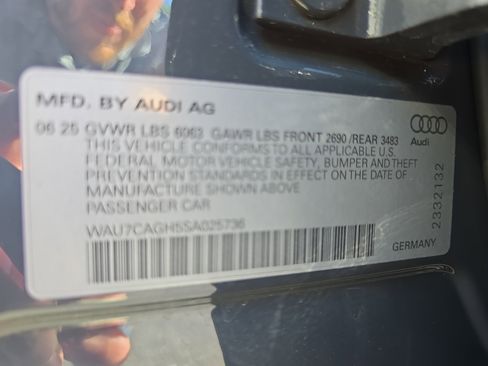 MFD. BY AUDI AG
06 25 GVWR LBS 6063 GAWR LBS FRONT 2690 /REAR 3483
THIS VEHICLE CONFORMS TO ALL APPLICABLE U.S.
FEDERAL MOTOR VEHICLE SAFETY, BUMPER AND THEFT
PREVENTION STANDARDS IN EFFECT ON THE DATE OF
MANUFACTURE SHOWN ABOVE
PASSENGER CAR
WAU7CAGH5SA025736
Audi
2332132
GERMANY